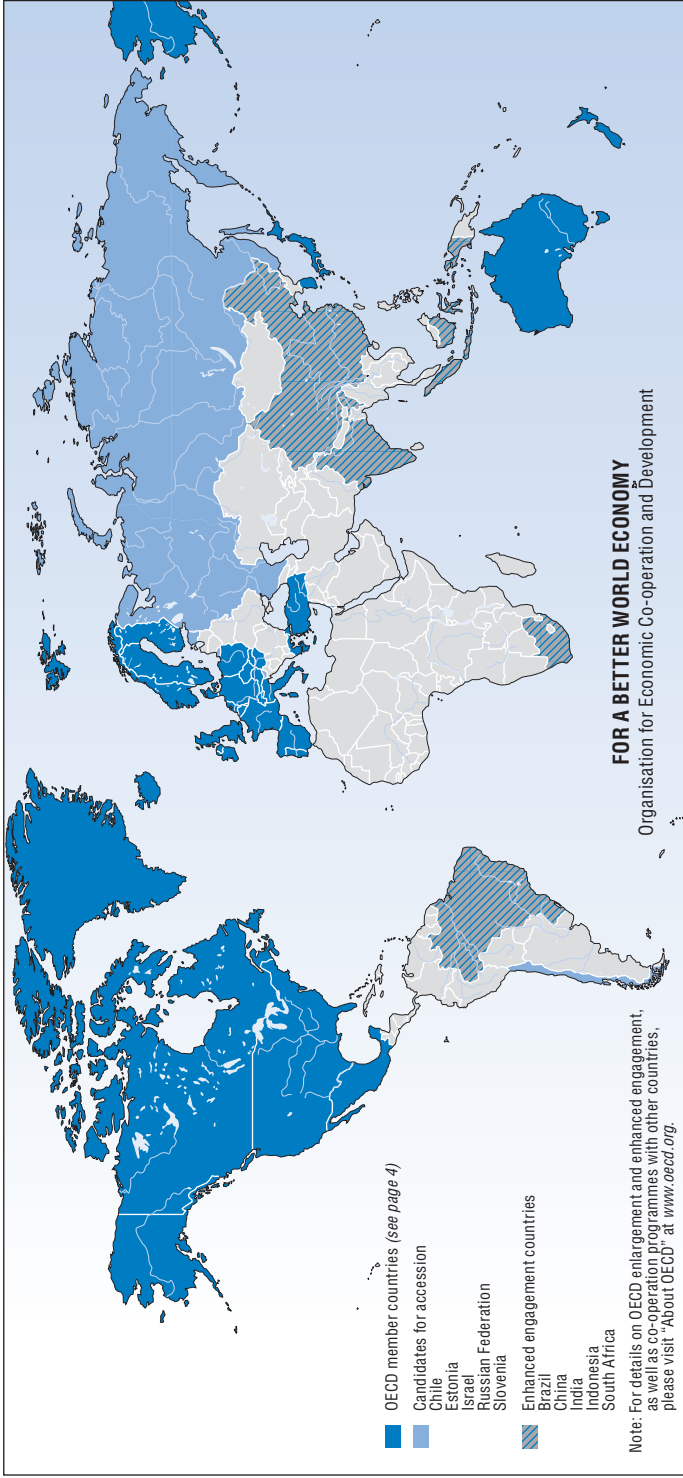 OECD member countries (see page 4)
Candidates for accession
Chile
Estonia
Israel
Russian Federation
Slovenia
Enhanced engagement countries
Brazil
China
India
Indonesia
South Africa
Note: For details on OECD enlargement and enhanced engagement,
as well as co-operation programmes with other countries,
please visit "About OECD" at www.oecd.org.
FOR A BETTER WORLD ECONOMY
Organisation for Economic Co-operation and Development